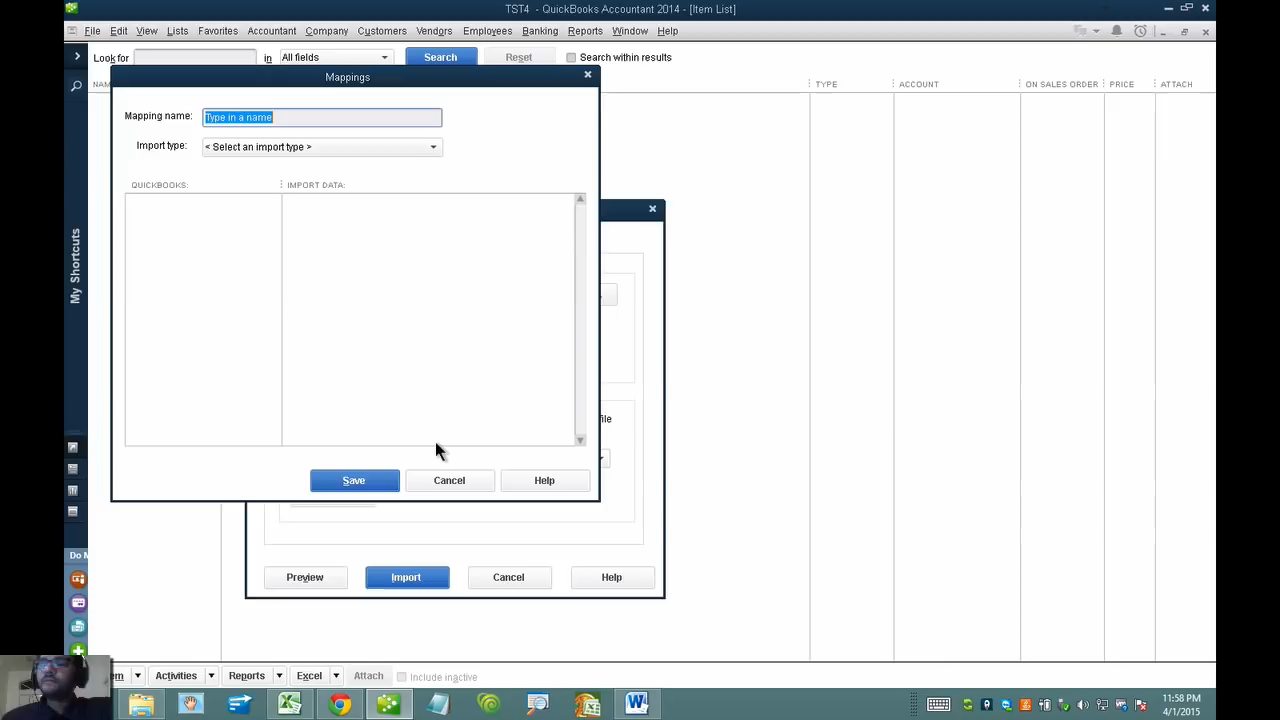 TST4 - QuickBooks Accountant 2014 - [Item List]
File Edit View Lists Favorites Accountant Company Customers Vendors Employees Banking Reports Window Help
Look for in All fields Search Reset Search within results
TYPE ACCOUNT ON SALES ORDER PRICE ATTACH
Mappings
Mapping name: Type in a name
Import type: < Select an import type >
QUICKBOOKS: IMPORT DATA:
My Shortcuts
Save Cancel Help
Do M
Preview Import Cancel Help
Activities Reports Excel Attach Include inactive
11:58 PM
4/1/2015